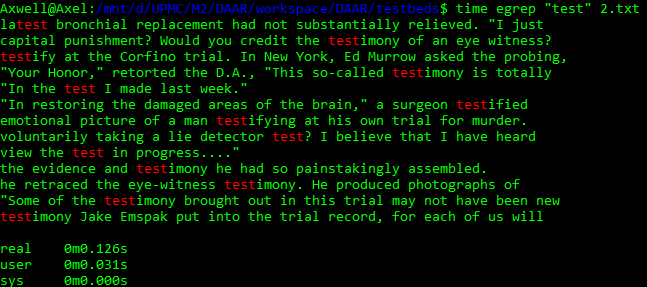 Axwell@Axel:/mnt/d/UPMC/M2/DAAR/workspace/DAAR/testbeds$ time egrep "test" 2.txt
latest bronchial replacement had not substantially relieved. "I just
capital punishment? Would you credit the testimony of an eye witness?
testify at the Corfino trial. In New York, Ed Murrow asked the probing,
"Your Honor," retorted the D.A., "This so-called testimony is totally
"In the test I made last week."
"In restoring the damaged areas of the brain," a surgeon testified
emotional picture of a man testifying at his own trial for murder.
voluntarily taking a lie detector test? I believe that I have heard
view the test in progress...."
the evidence and testimony he had so painstakingly assembled.
he retraced the eye-witness testimony. He produced photographs of
"Some of the testimony brought out in this trial may not have been new
testimony Jake Emspak put into the trial record, for each of us will
real 0m0.126s
user 0m0.031s
sys 0m0.000s